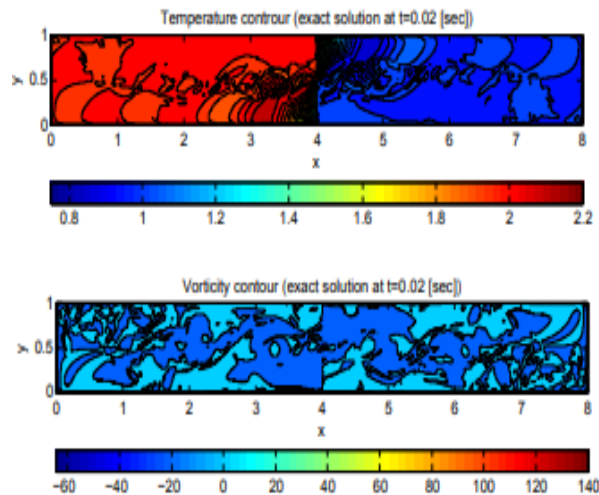 Temperature contour (exact solution at t=0.02 [sec])
1
0.5
0
y
0 1 2 3 4 5 6 7 8
x
0.8 1 1.2 1.4 1.6 1.8 2 2.2
Vorticity contour (exact solution at t=0.02 [sec])
1
0.5
0
y
0 1 2 3 4 5 6 7 8
x
−60 −40 −20 0 20 40 60 80 100 120 140